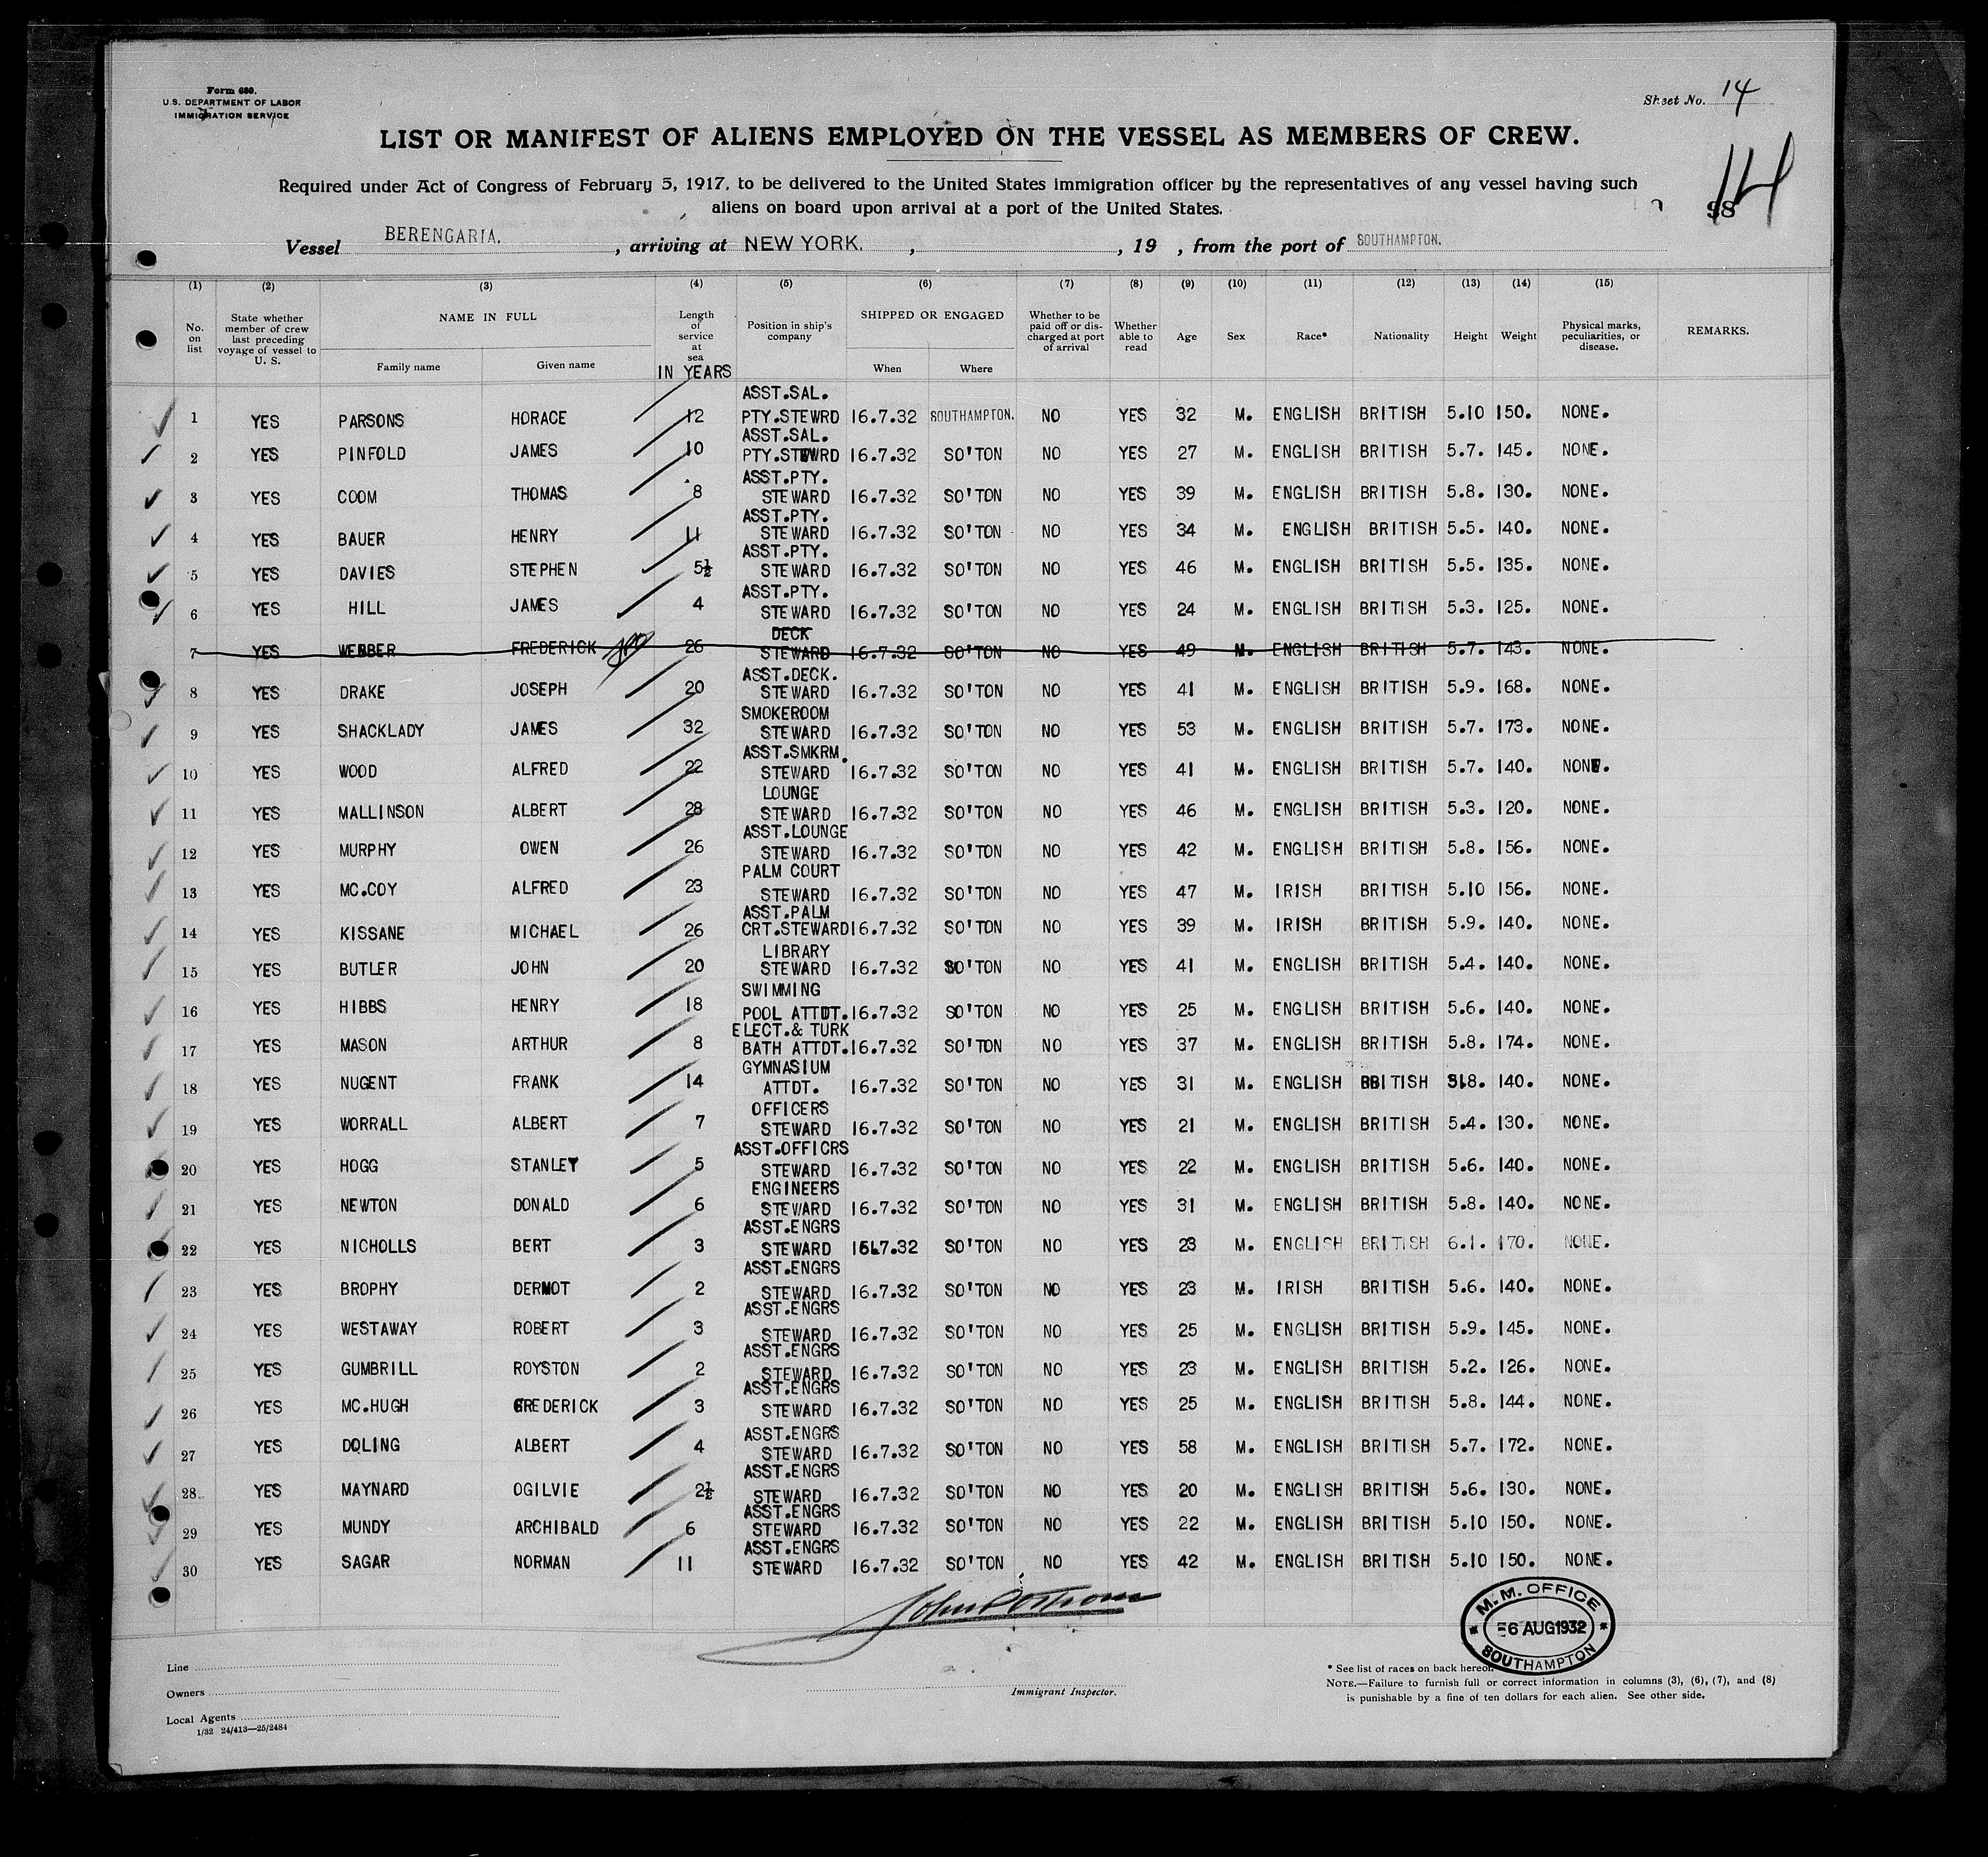 Form 680.
U.S. DEPARTMENT OF LABOR
IMMIGRATION SERVICE
Sheet No. 14
LIST OR MANIFEST OF ALIENS EMPLOYED ON THE VESSEL AS MEMBERS OF CREW.
14
Required under Act of Congress of February 5, 1917, to be delivered to the United States immigration officer by the representatives of any vessel having such
aliens on board upon arrival at a port of the United States.
98
Vessel BERENGARIA. , arriving at NEW YORK. , , 19 , from the port of SOUTHAMPTON.
(1) (2) (3) (4) (5) (6) (7) (8) (9) (10) (11) (12) (13) (14) (15)
No. on list State whether member of crew last preceding voyage of vessel to U. S. NAME IN FULL Family name Given name Length of service at sea IN YEARS Position in ship's company SHIPPED OR ENGAGED When Where Whether to be paid off or discharged at port of arrival Whether able to read Age Sex Race* Nationality Height Weight Physical marks, peculiarities, or disease. REMARKS.
1 YES PARSONS HORACE 12 ASST.SAL. PTY.STEWRD 16.7.32 SOUTHAMPTON. NO YES 32 M. ENGLISH BRITISH 5.10 150. NONE.
2 YES PINFOLD JAMES 10 ASST.SAL. PTY.STEWRD 16.7.32 SO'TON NO YES 27 M. ENGLISH BRITISH 5.7. 145. NONE.
3 YES COOM THOMAS 8 ASST.PTY. STEWARD 16.7.32 SO'TON NO YES 39 M. ENGLISH BRITISH 5.8. 130. NONE.
4 YES BAUER HENRY 11 ASST.PTY. STEWARD 16.7.32 SO'TON NO YES 34 M. ENGLISH BRITISH 5.5. 140. NONE.
5 YES DAVIES STEPHEN 5½ ASST.PTY. STEWARD 16.7.32 SO'TON NO YES 46 M. ENGLISH BRITISH 5.5. 135. NONE.
6 YES HILL JAMES 4 ASST.PTY. STEWARD 16.7.32 SO'TON NO YES 24 M. ENGLISH BRITISH 5.3. 125. NONE.
7 YES WEBBER FREDERICK 26 DECK STEWARD 16.7.32 SO'TON NO YES 49 M. ENGLISH BRITISH 5.7. 143. NONE.
8 YES DRAKE JOSEPH 20 ASST.DECK. STEWARD 16.7.32 SO'TON NO YES 41 M. ENGLISH BRITISH 5.9. 168. NONE.
9 YES SHACKLADY JAMES 32 SMOKEROOM STEWARD 16.7.32 SO'TON NO YES 53 M. ENGLISH BRITISH 5.7. 173. NONE.
10 YES WOOD ALFRED 22 ASST.SMKRM. STEWARD 16.7.32 SO'TON NO YES 41 M. ENGLISH BRITISH 5.7. 140. NONE.
11 YES MALLINSON ALBERT 28 LOUNGE STEWARD 16.7.32 SO'TON NO YES 46 M. ENGLISH BRITISH 5.3. 120. NONE.
12 YES MURPHY OWEN 26 ASST.LOUNGE STEWARD 16.7.32 SO'TON NO YES 42 M. ENGLISH BRITISH 5.8. 156. NONE.
13 YES MC.COY ALFRED 23 PALM COURT STEWARD 16.7.32 SO'TON NO YES 47 M. IRISH BRITISH 5.10 156. NONE.
14 YES KISSANE MICHAEL 26 ASST.PALM CRT.STEWARD 16.7.32 SO'TON NO YES 39 M. IRISH BRITISH 5.9. 140. NONE.
15 YES BUTLER JOHN 20 LIBRARY STEWARD 16.7.32 SO'TON NO YES 41 M. ENGLISH BRITISH 5.4. 140. NONE.
16 YES HIBBS HENRY 18 SWIMMING POOL ATTDT. 16.7.32 SO'TON NO YES 25 M. ENGLISH BRITISH 5.6. 140. NONE.
17 YES MASON ARTHUR 8 ELECT.& TURK BATH ATTDT. 16.7.32 SO'TON NO YES 37 M. ENGLISH BRITISH 5.8. 174. NONE.
18 YES NUGENT FRANK 14 GYMNASIUM ATTDT. 16.7.32 SO'TON NO YES 31 M. ENGLISH BRITISH 5.8. 140. NONE.
19 YES WORRALL ALBERT 7 OFFICERS STEWARD 16.7.32 SO'TON NO YES 21 M. ENGLISH BRITISH 5.4. 130. NONE.
20 YES HOGG STANLEY 5 ASST.OFFICRS STEWARD 16.7.32 SO'TON NO YES 22 M. ENGLISH BRITISH 5.6. 140. NONE.
21 YES NEWTON DONALD 6 ENGINEERS STEWARD 16.7.32 SO'TON NO YES 31 M. ENGLISH BRITISH 5.8. 140. NONE.
22 YES NICHOLLS BERT 3 ASST.ENGRS STEWARD 16.7.32 SO'TON NO YES 23 M. ENGLISH BRITISH 6.1. 170. NONE.
23 YES BROPHY DERMOT 2 ASST.ENGRS STEWARD 16.7.32 SO'TON NO YES 23 M. IRISH BRITISH 5.6. 140. NONE.
24 YES WESTAWAY ROBERT 3 ASST.ENGRS STEWARD 16.7.32 SO'TON NO YES 25 M. ENGLISH BRITISH 5.9. 145. NONE.
25 YES GUMBRILL ROYSTON 2 ASST.ENGRS STEWARD 16.7.32 SO'TON NO YES 23 M. ENGLISH BRITISH 5.2. 126. NONE.
26 YES MC.HUGH FREDERICK 3 ASST.ENGRS STEWARD 16.7.32 SO'TON NO YES 25 M. ENGLISH BRITISH 5.8. 144. NONE.
27 YES DOLING ALBERT 4 ASST.ENGRS STEWARD 16.7.32 SO'TON NO YES 58 M. ENGLISH BRITISH 5.7. 172. NONE.
28 YES MAYNARD OGILVIE 2½ ASST.ENGRS STEWARD 16.7.32 SO'TON NO YES 20 M. ENGLISH BRITISH 5.6. 130. NONE.
29 YES MUNDY ARCHIBALD 6 ASST.ENGRS STEWARD 16.7.32 SO'TON NO YES 22 M. ENGLISH BRITISH 5.10 150. NONE.
30 YES SAGAR NORMAN 11 ASST.ENGRS STEWARD 16.7.32 SO'TON NO YES 42 M. ENGLISH BRITISH 5.10 150. NONE.
M.M. OFFICE
6 AUG 1932
SOUTHAMPTON
Line
Owners
Local Agents
1/32 24/413—25/2484
Immigrant Inspector.
* See list of races on back hereof.
NOTE.—Failure to furnish full or correct information in columns (3), (6), (7), and (8)
is punishable by a fine of ten dollars for each alien. See other side.